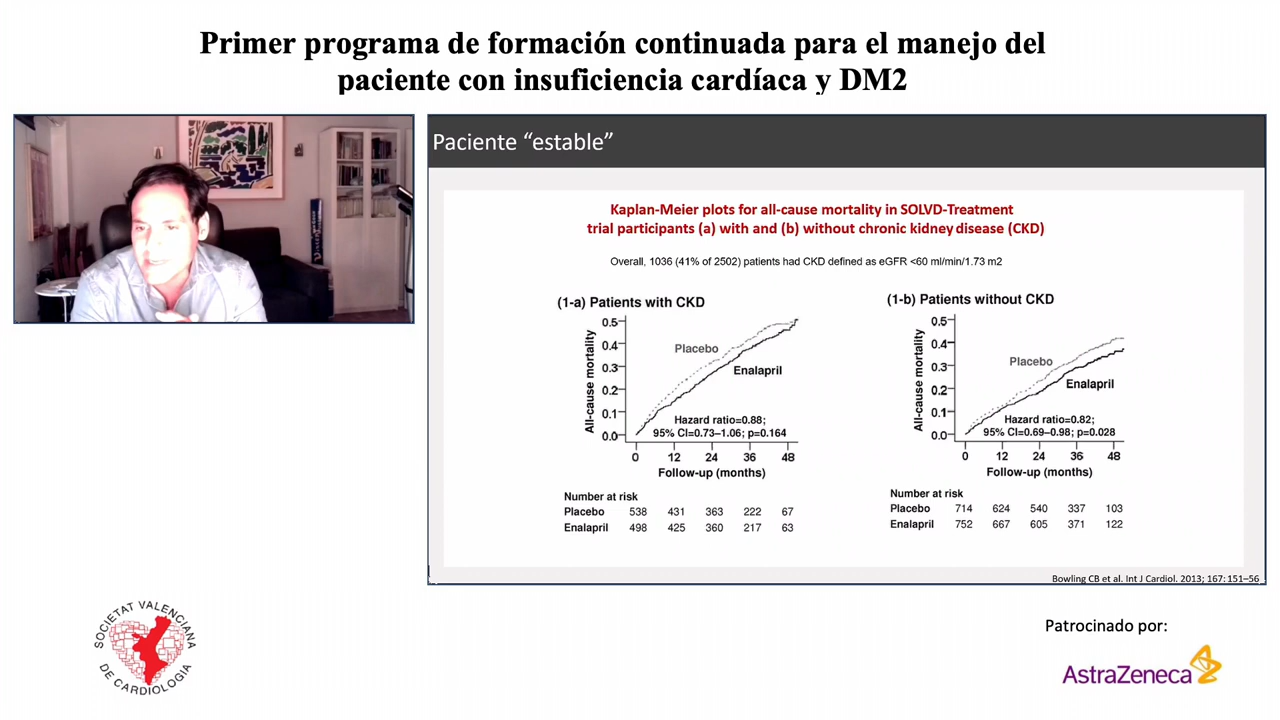 Primer programa de formación continuada para el manejo del
paciente con insuficiencia cardíaca y DM2
Paciente “estable”
Kaplan-Meier plots for all-cause mortality in SOLVD-Treatment
trial participants (a) with and (b) without chronic kidney disease (CKD)
Overall, 1036 (41% of 2502) patients had CKD defined as eGFR <60 ml/min/1.73 m2
(1-a) Patients with CKD
All-cause mortality
0.5
0.4
0.3
0.2
0.1
0.0
Placebo
Enalapril
Hazard ratio=0.88;
95% CI=0.73–1.06; p=0.164
0 12 24 36 48
Follow-up (months)
Number at risk
Placebo 538 431 363 222 67
Enalapril 498 425 360 217 63
(1-b) Patients without CKD
All-cause mortality
0.5
0.4
0.3
0.2
0.1
0.0
Placebo
Enalapril
Hazard ratio=0.82;
95% CI=0.69–0.98; p=0.028
0 12 24 36 48
Follow-up (months)
Number at risk
Placebo 714 624 540 337 103
Enalapril 752 667 605 371 122
Bowling CB et al. Int J Cardiol. 2013; 167: 151–56
SOCIETAT VALENCIANA
DE CARDIOLOGIA
Patrocinado por:
AstraZeneca